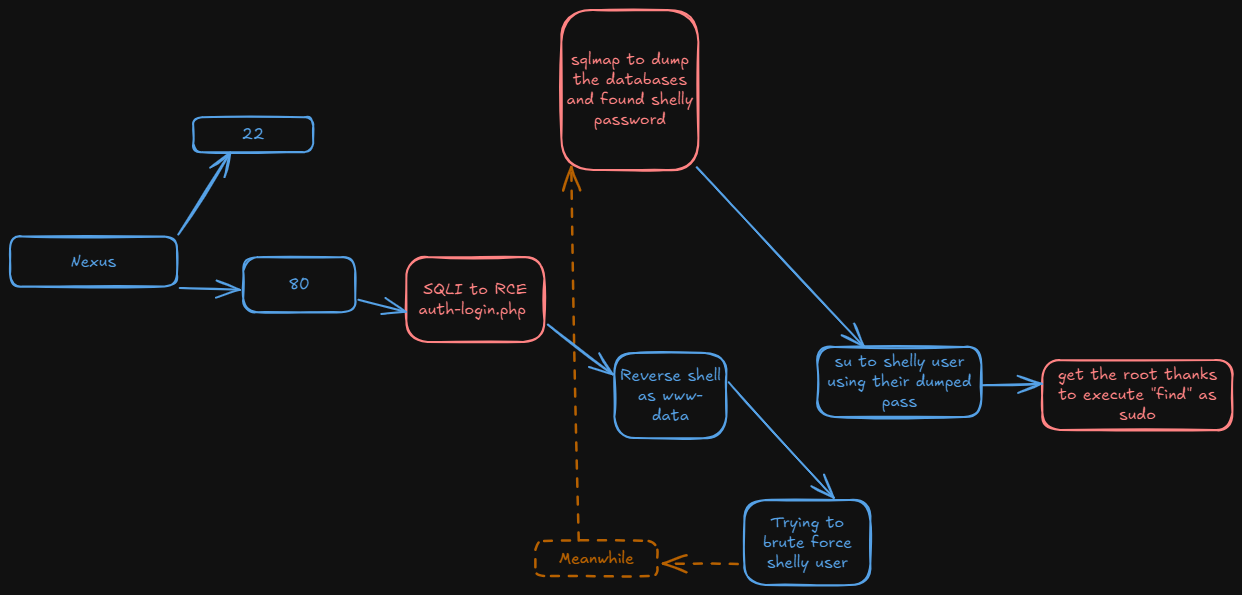 sqlmap to dump
the databases
and found shelly
password
22
Nexus
80
SQLI to RCE
auth-login.php
Reverse shell
as www-
data
su to shelly user
using their dumped
pass
get the root thanks
to execute "find" as
sudo
Trying to
brute force
shelly user
Meanwhile